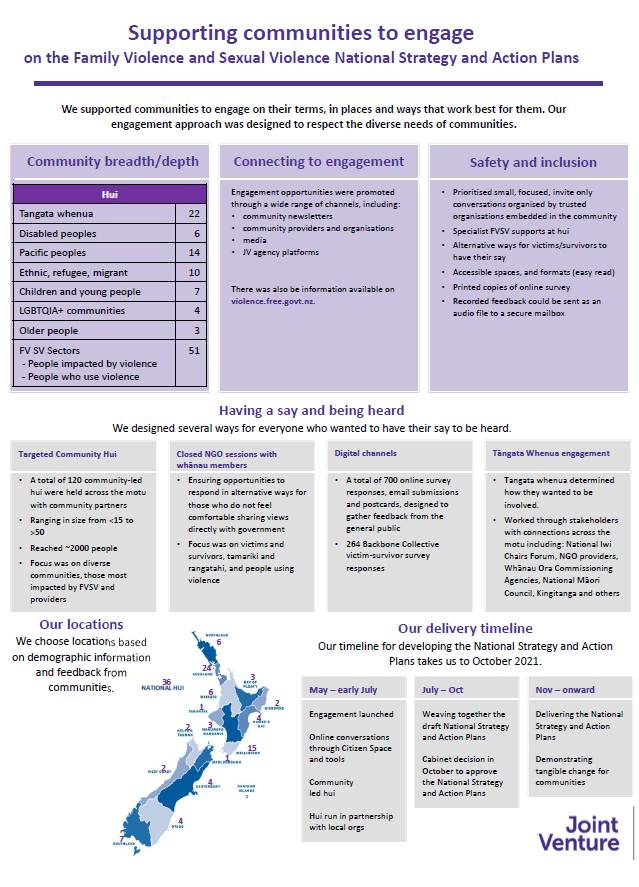 Supporting communities to engage
on the Family Violence and Sexual Violence National Strategy and Action Plans
We supported communities to engage on their terms, in places and ways that work best for them. Our
engagement approach was designed to respect the diverse needs of communities.
Community breadth/depth
Hui
Tangata whenua 22
Disabled peoples 6
Pacific peoples 14
Ethnic, refugee, migrant 10
Children and young people 7
LGBTQIA+ communities 4
Older people 3
FV SV Sectors 51
- People impacted by violence
- People who use violence
Connecting to engagement
Engagement opportunities were promoted
through a wide range of channels, including:
• community newsletters
• community providers and organisations
• media
• JV agency platforms
There was also be information available on
violence.free.govt.nz.
Safety and inclusion
• Prioritised small, focused, invite only
conversations organised by trusted
organisations embedded in the community
• Specialist FVSV supports at hui
• Alternative ways for victims/survivors to
have their say
• Accessible spaces, and formats (easy read)
• Printed copies of online survey
• Recorded feedback could be sent as an
audio file to a secure mailbox
Having a say and being heard
We designed several ways for everyone who wanted to have their say to be heard.
Targeted Community Hui
• A total of 120 community-led
hui were held across the motu
with community partners
• Ranging in size from <15 to
>50
• Reached ~2000 people
• Focus was on diverse
communities, those most
impacted by FVSV and
providers
Closed NGO sessions with
whānau members
• Ensuring opportunities to
respond in alternative ways for
those who do not feel
comfortable sharing views
directly with government
• Focus was on victims and
survivors, tamariki and
rangatahi, and people using
violence
Digital channels
• A total of 700 online survey
responses, email submissions
and postcards, designed to
gather feedback from the
general public
• 264 Backbone Collective
victim-survivor survey
responses
Tāngata Whenua engagement
• Tangata whenua determined
how they wanted to be
involved.
• Worked through stakeholders
with connections across the
motu including: National Iwi
Chairs Forum, NGO providers,
Whānau Ora Commissioning
Agencies, National Māori
Council, Kingitanga and others
Our locations
We choose locations based
on demographic information
and feedback from
communities.
NORTHLAND
6
24
AUCKLAND
36
NATIONAL HUI
3
BAY OF
PLENTY
6
WAIKATO
2
GISBORNE
1
TARANAKI
4
HAWKE'S
BAY
3
MANAWATU
WANGANUI
2
NELSON
TASMAN
15
WELLINGTON
1
MARLBOROUGH
2
WEST COAST
4
CANTERBURY
CHATHAM
ISLANDS
4
OTAGO
7
SOUTHLAND
Our delivery timeline
Our timeline for developing the National Strategy and Action
Plans takes us to October 2021.
May – early July
Engagement launched
Online conversations
through Citizen Space
and tools
Community
led hui
Hui run in partnership
with local orgs
July – Oct
Weaving together the
draft National Strategy
and Action Plans
Cabinet decision in
October to approve
the National Strategy
and Action Plans
Nov – onward
Delivering the National
Strategy and Action
Plans
Demonstrating
tangible change for
communities
Joint
Venture